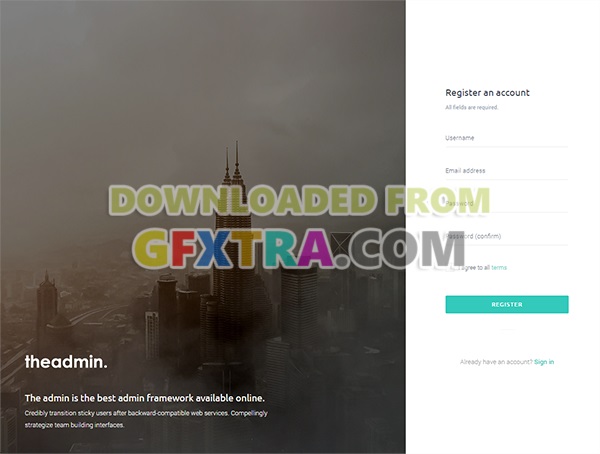 Register an account
All fields are required.
Username
Email address
DOWNLOADED FROM
Password
GFXTRA.COM
Password (confirm)
I agree to all terms
REGISTER
theadmin.
Already have an account? Sign in
The admin is the best admin framework available online.
Credibly transition sticky users after backward-compatible web services. Compellingly
strategize team building interfaces.